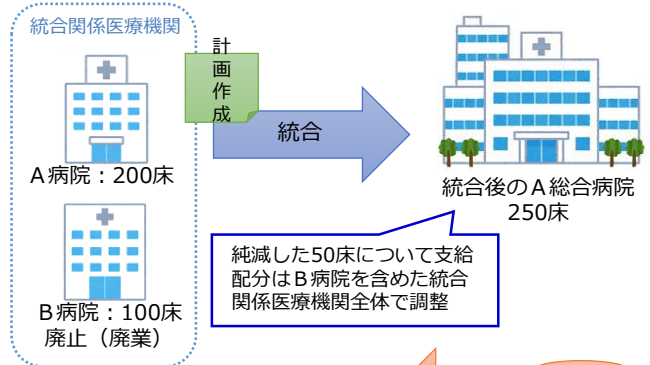 統合関係医療機関
計
画
作
成
統合
A病院：200床
B病院：100床
廃止（廃業）
統合後のA総合病院
250床
純減した50床について支給
配分はB病院を含めた統合
関係医療機関全体で調整